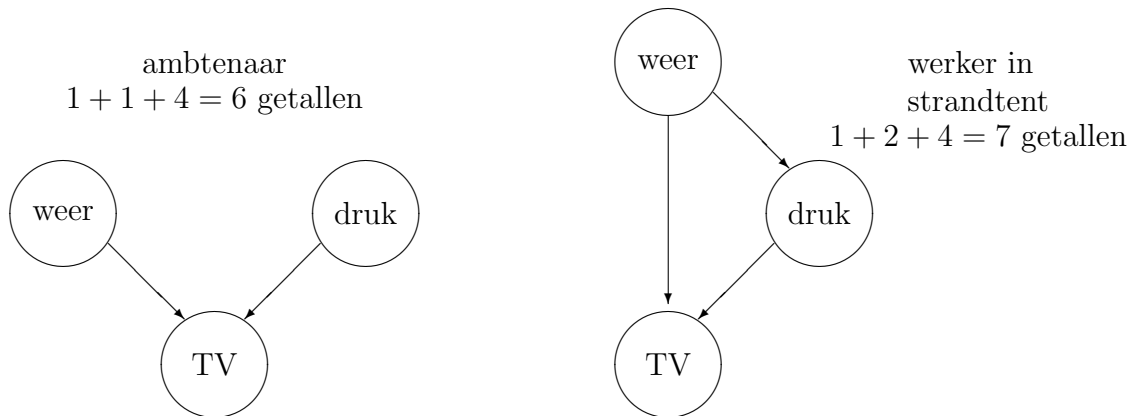 ambtenaar
1 + 1 + 4 = 6 getallen
weer
druk
TV
weer
werker in
strandtent
1 + 2 + 4 = 7 getallen
druk
TV